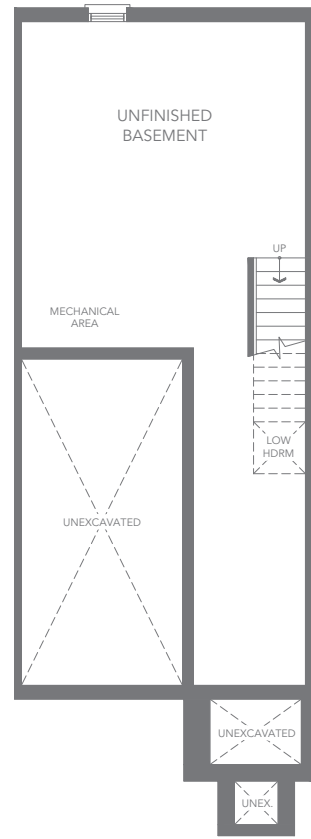 UNFINISHED
BASEMENT
UP
MECHANICAL
AREA
LOW
HDRM
UNEXCAVATED
UNEXCAVATED
UNEX.